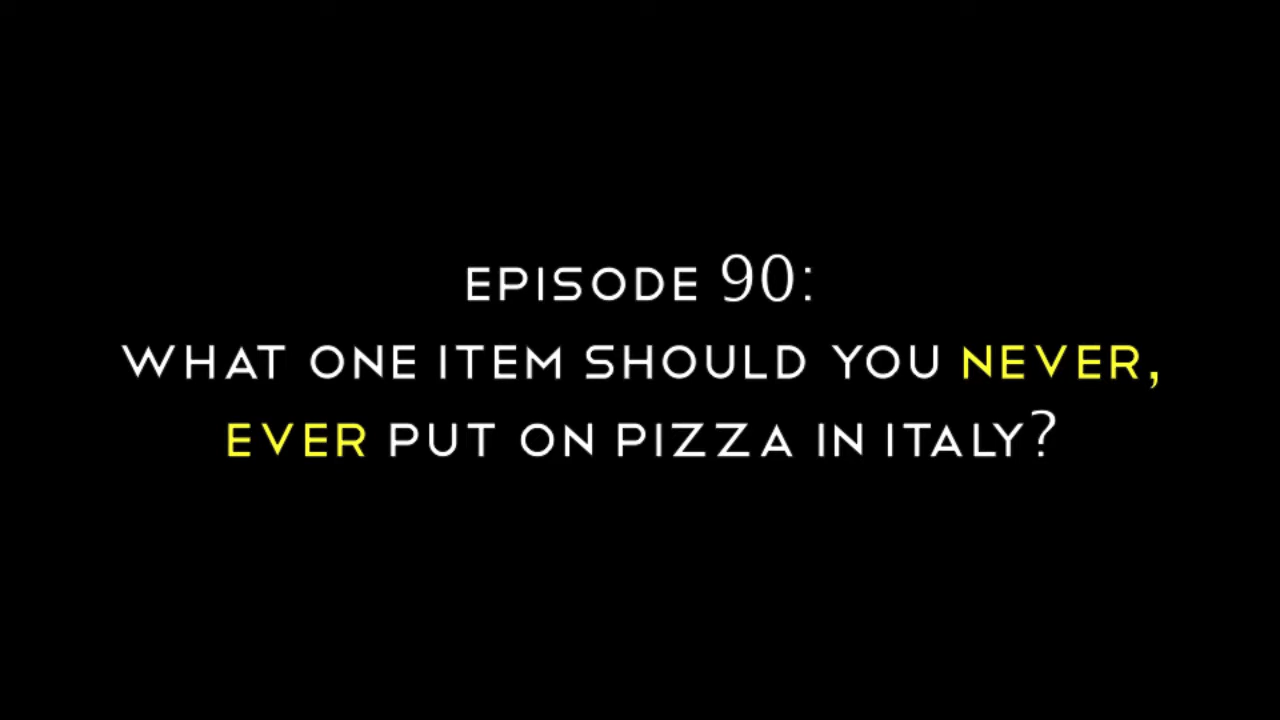 EPISODE 90:
WHAT ONE ITEM SHOULD YOU NEVER,
EVER PUT ON PIZZA IN ITALY?